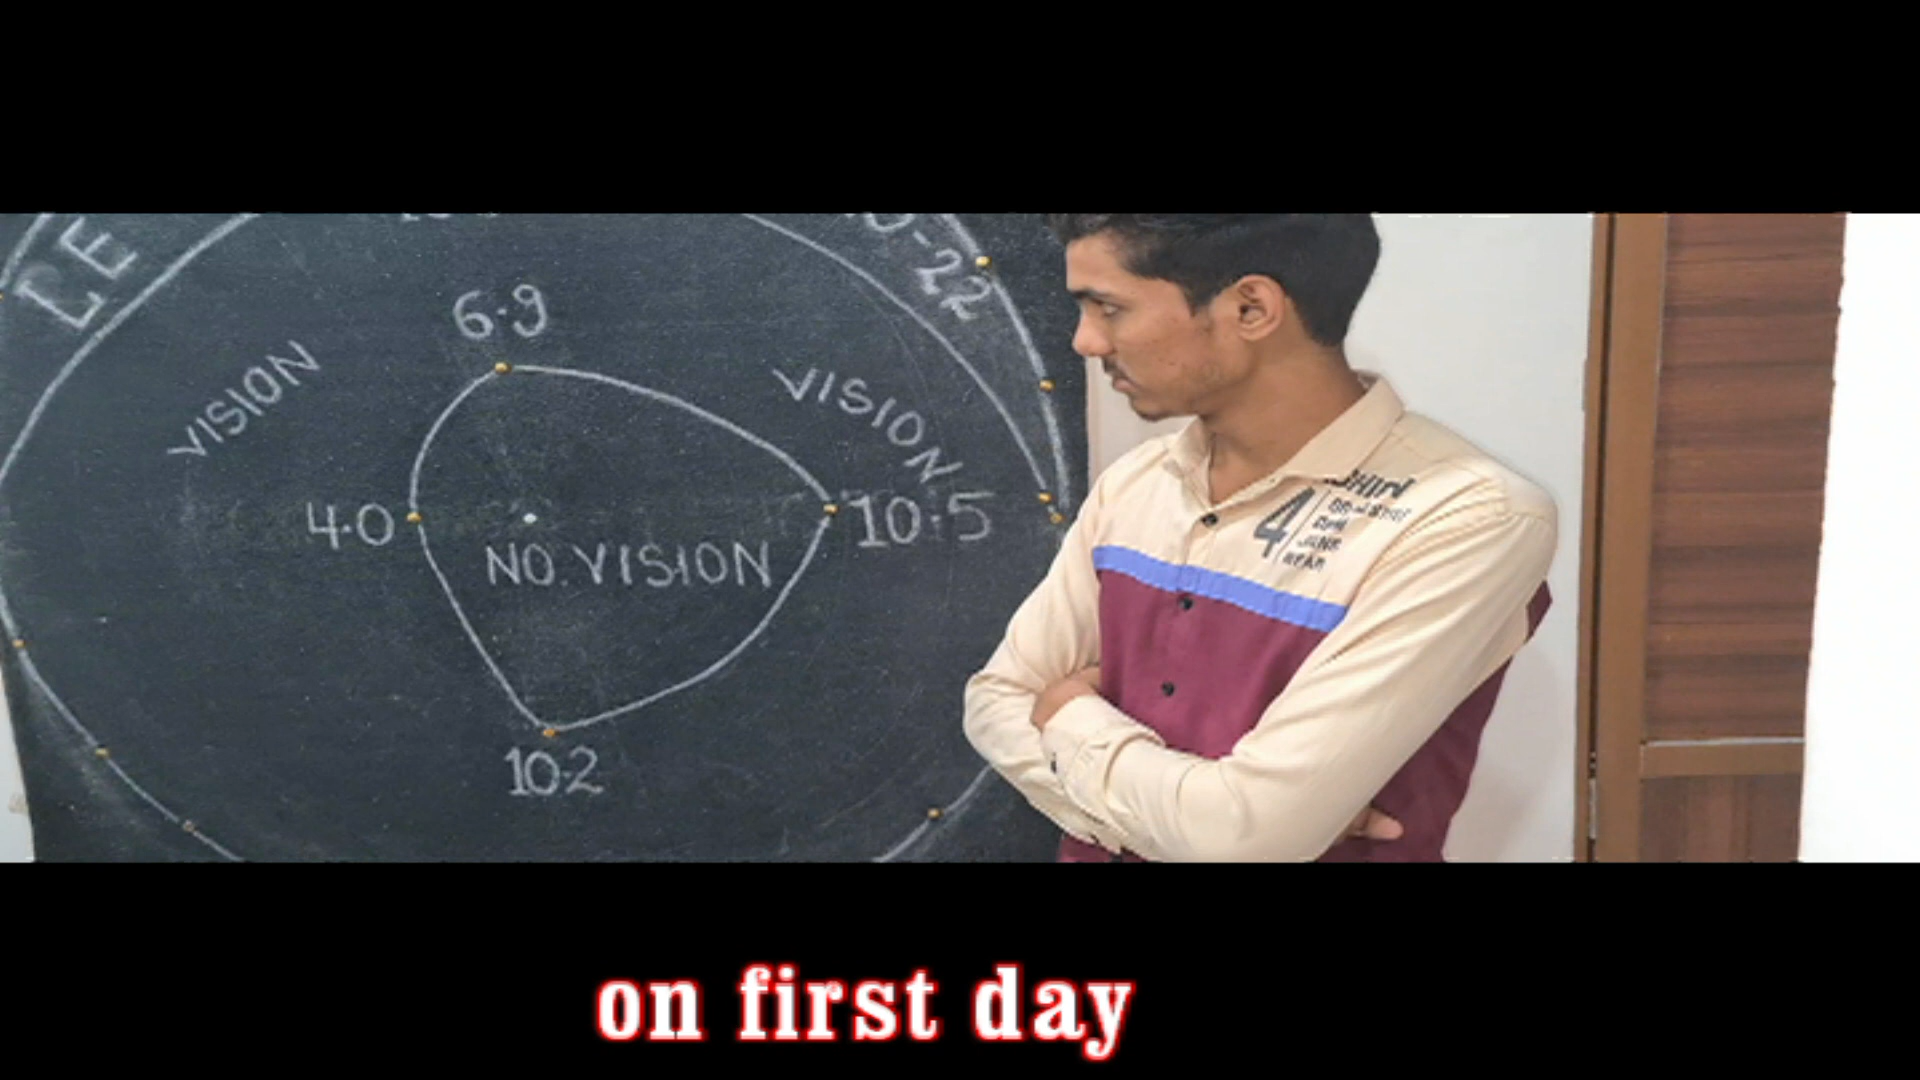 LE
-22
6.9
VISION
VISION
4.0
10.5
NO. VISION
10.2
4
on first day